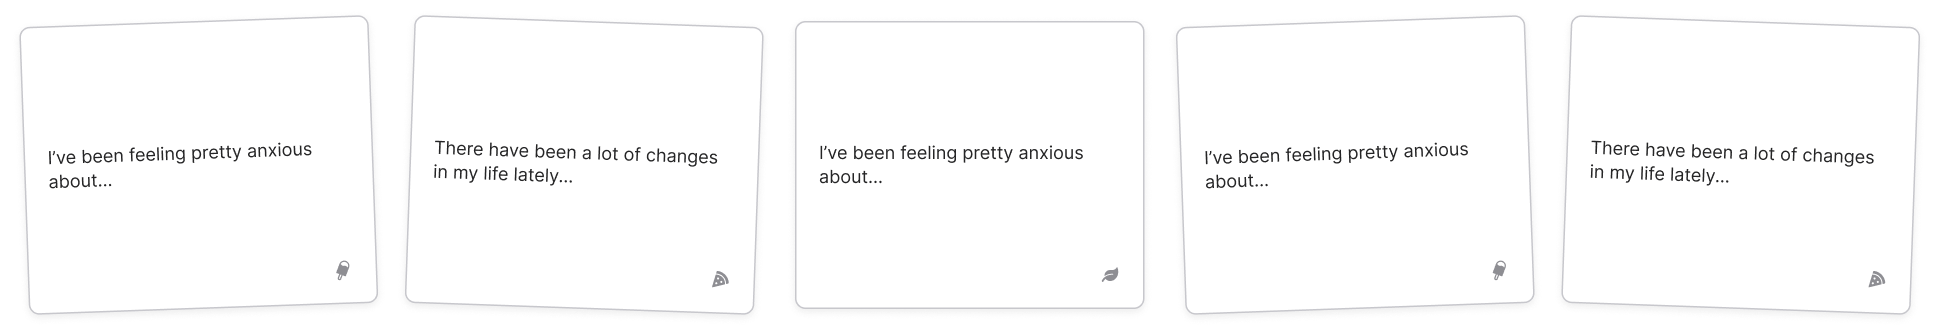 I’ve been feeling pretty anxious
about...
There have been a lot of changes
in my life lately...
I’ve been feeling pretty anxious
about...
I’ve been feeling pretty anxious
about...
There have been a lot of changes
in my life lately...